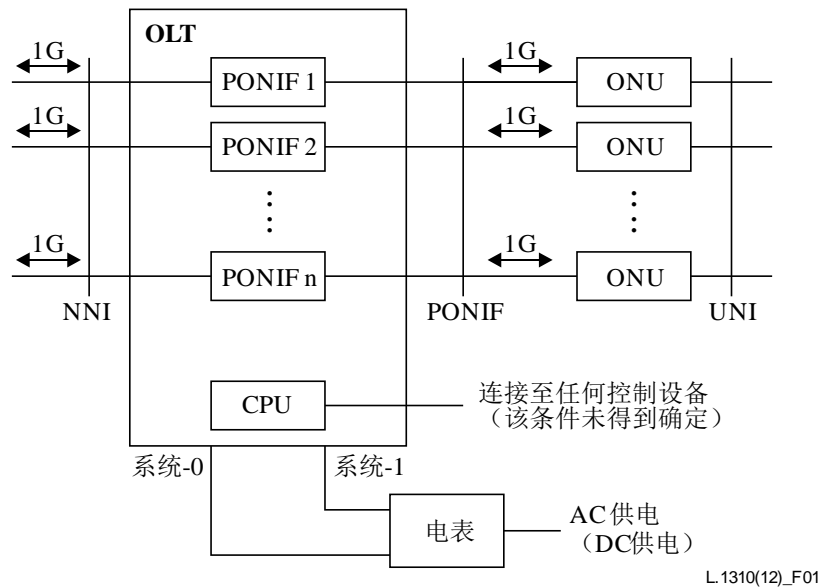 OLT
1G
PONIF 1
1G
ONU
1G
PONIF 2
1G
ONU
1G
PONIF n
1G
ONU
NNI
PONIF
UNI
CPU
连接至任何控制设备
（该条件未得到确定）
系统-0
系统-1
电表
AC供电
（DC供电）
L.1310(12)_F01